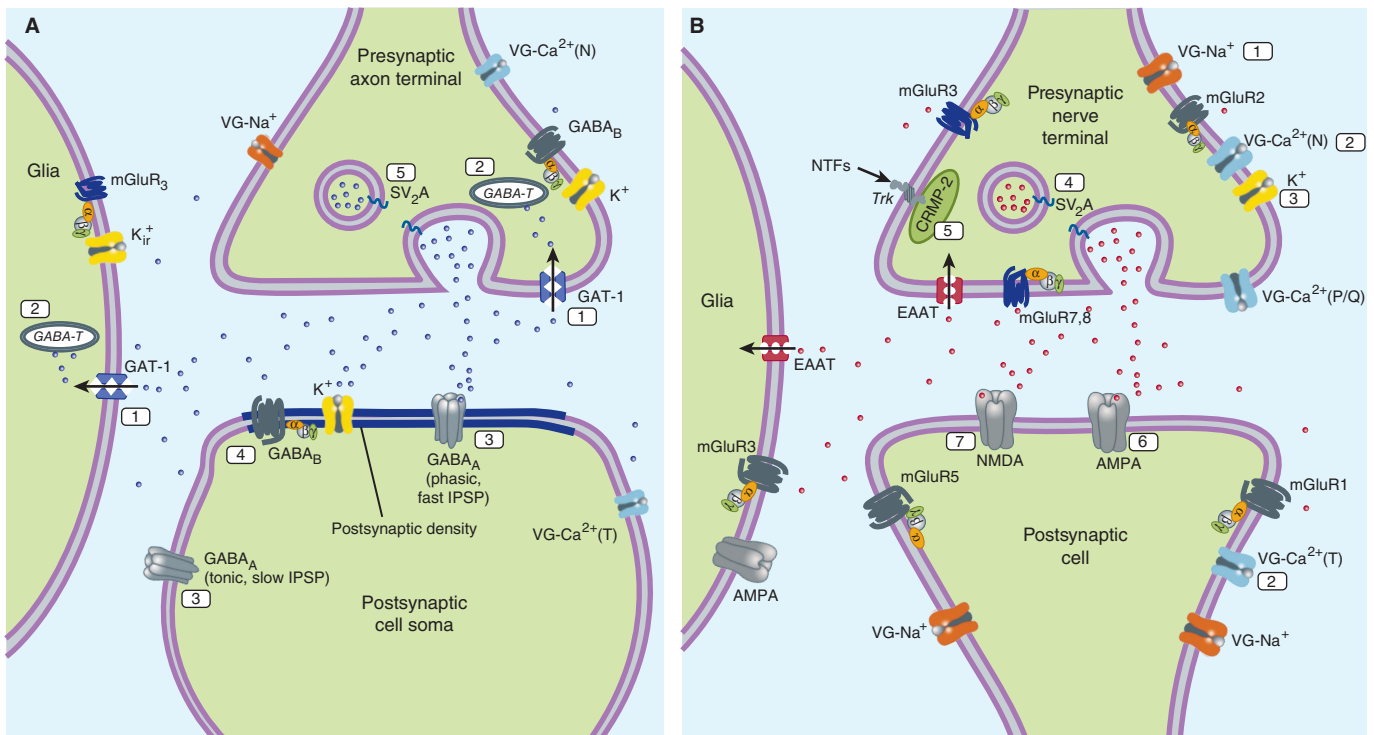 A
Presynaptic
axon terminal
VG-Ca2+(N)
VG-Na+
GABAB
Glia
mGluR3
α
β
γ
Kir+
5
SV2A
2
GABA-T
α
β
γ
K+
2
GABA-T
GAT-1
1
GAT-1
1
K+
α
β
γ
4
GABAB
3
GABAA
(phasic,
fast IPSP)
Postsynaptic density
VG-Ca2+(T)
GABAA
(tonic, slow IPSP)
3
Postsynaptic
cell soma
B
VG-Na+ 1
mGluR3
α
β
γ
Presynaptic
nerve
terminal
mGluR2
α
β
γ
VG-Ca2+(N) 2
K+
3
NTFs
Trk
CRMP-2
5
4
SV2A
Glia
EAAT
α
β
γ
mGluR7,8
VG-Ca2+(P/Q)
EAAT
7
NMDA
6
AMPA
mGluR3
α
β
γ
mGluR5
γ
β
α
mGluR1
α
β
γ
Postsynaptic
cell
VG-Ca2+(T)
2
AMPA
VG-Na+
VG-Na+